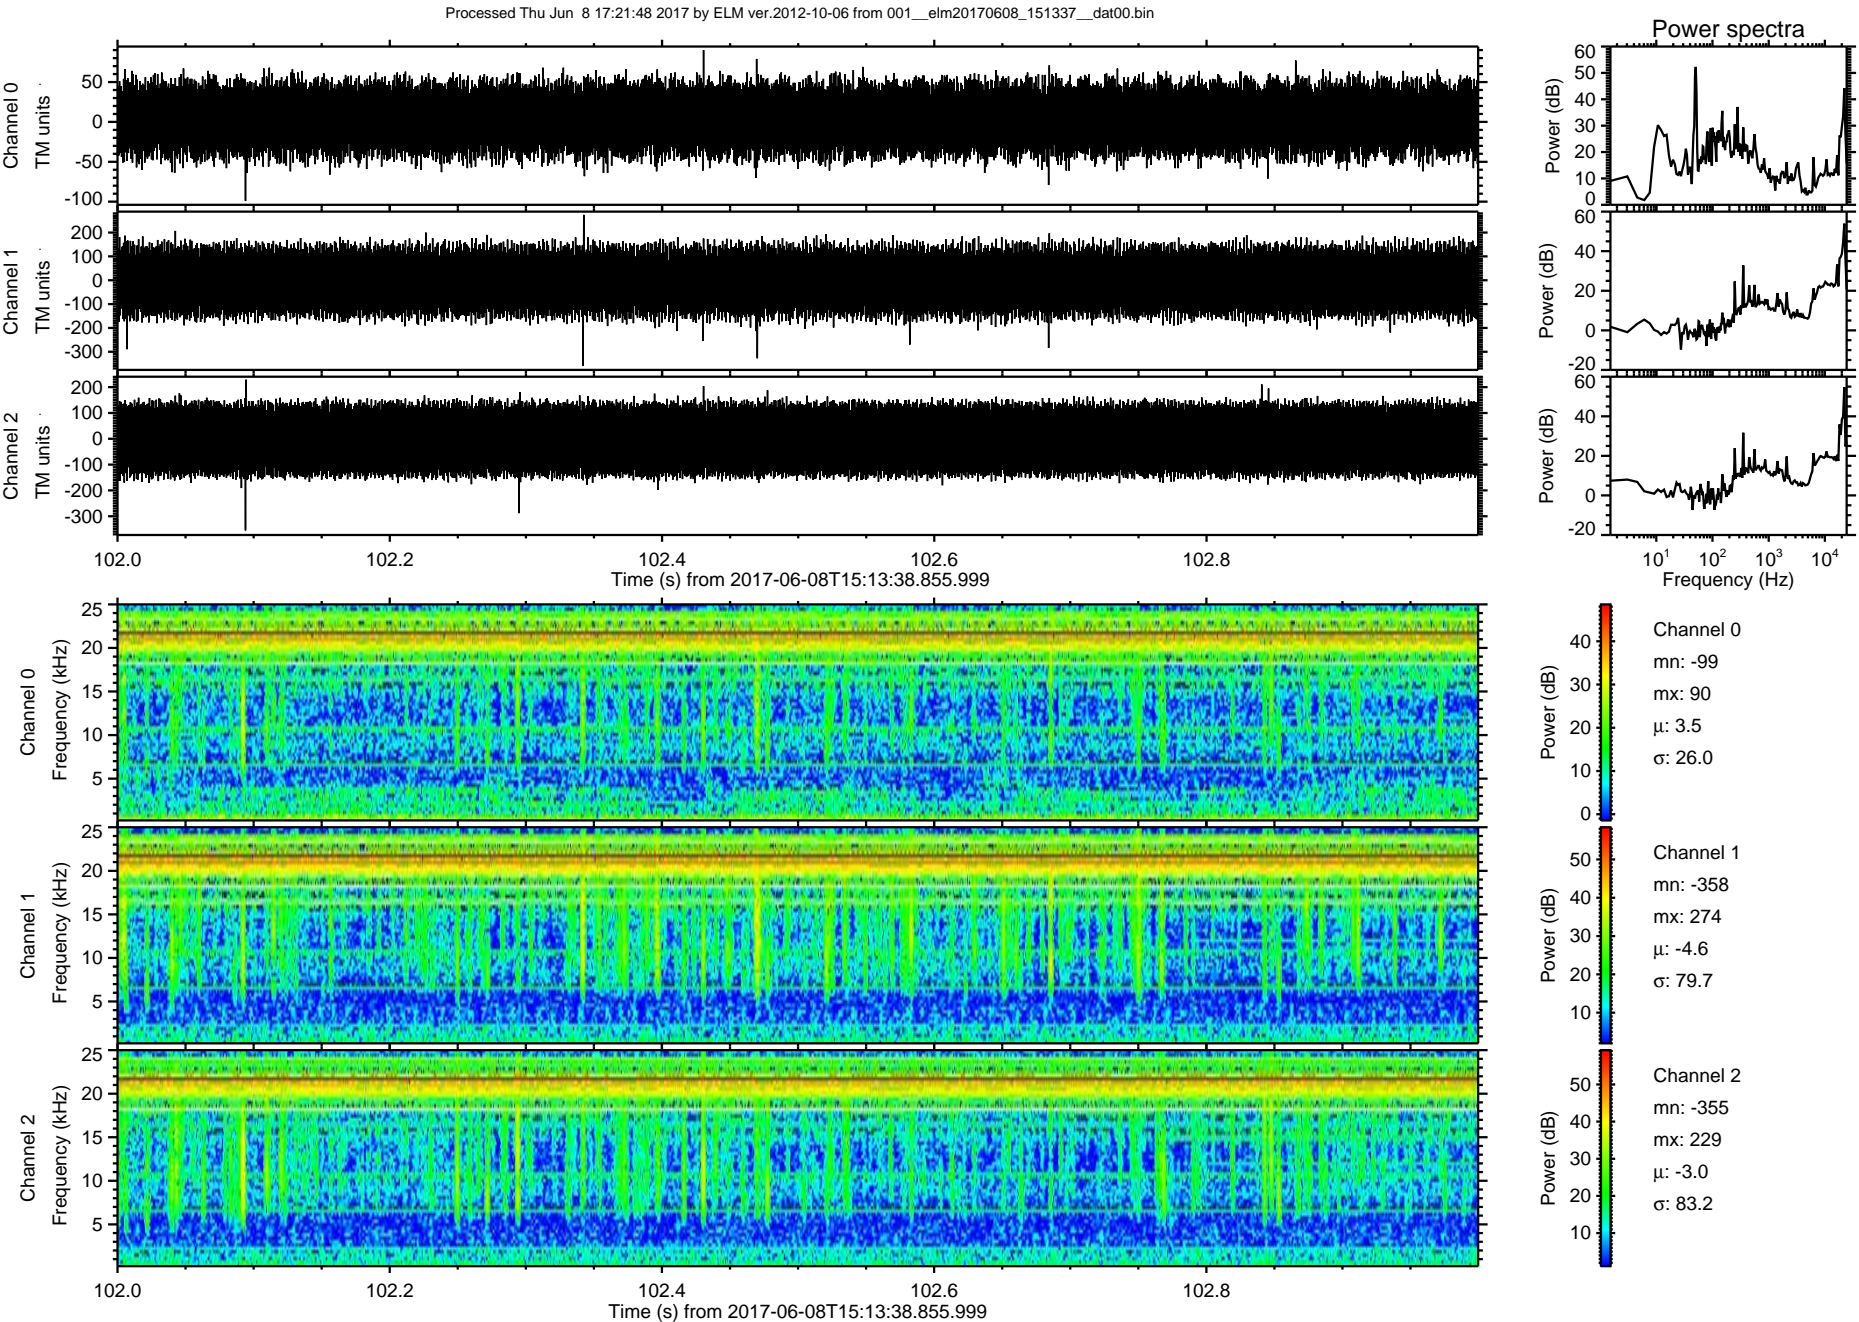 Processed Thu Jun  8 17:21:48 2017 by ELM ver.2012-10-06 from 001__elm20170608_151337__dat00.bin
Power spectra
Channel 0
TM units
50
0
-50
-100
Power (dB)
60
50
40
30
20
10
0
Channel 1
TM units
200
100
0
-100
-200
-300
Power (dB)
60
40
20
0
-20
Channel 2
TM units
200
100
0
-100
-200
-300
Power (dB)
60
40
20
0
-20
102.0 102.2 102.4 102.6 102.8
Time (s) from 2017-06-08T15:13:38.855.999
10¹ 10² 10³ 10⁴
Frequency (Hz)
Channel 0
Frequency (kHz)
25
20
15
10
5
Power (dB)
40
30
20
10
0
Channel 0
mn: -99
mx: 90
μ: 3.5
σ: 26.0
Channel 1
Frequency (kHz)
25
20
15
10
5
Power (dB)
50
40
30
20
10
Channel 1
mn: -358
mx: 274
μ: -4.6
σ: 79.7
Channel 2
Frequency (kHz)
25
20
15
10
5
Power (dB)
50
40
30
20
10
Channel 2
mn: -355
mx: 229
μ: -3.0
σ: 83.2
102.0 102.2 102.4 102.6 102.8
Time (s) from 2017-06-08T15:13:38.855.999